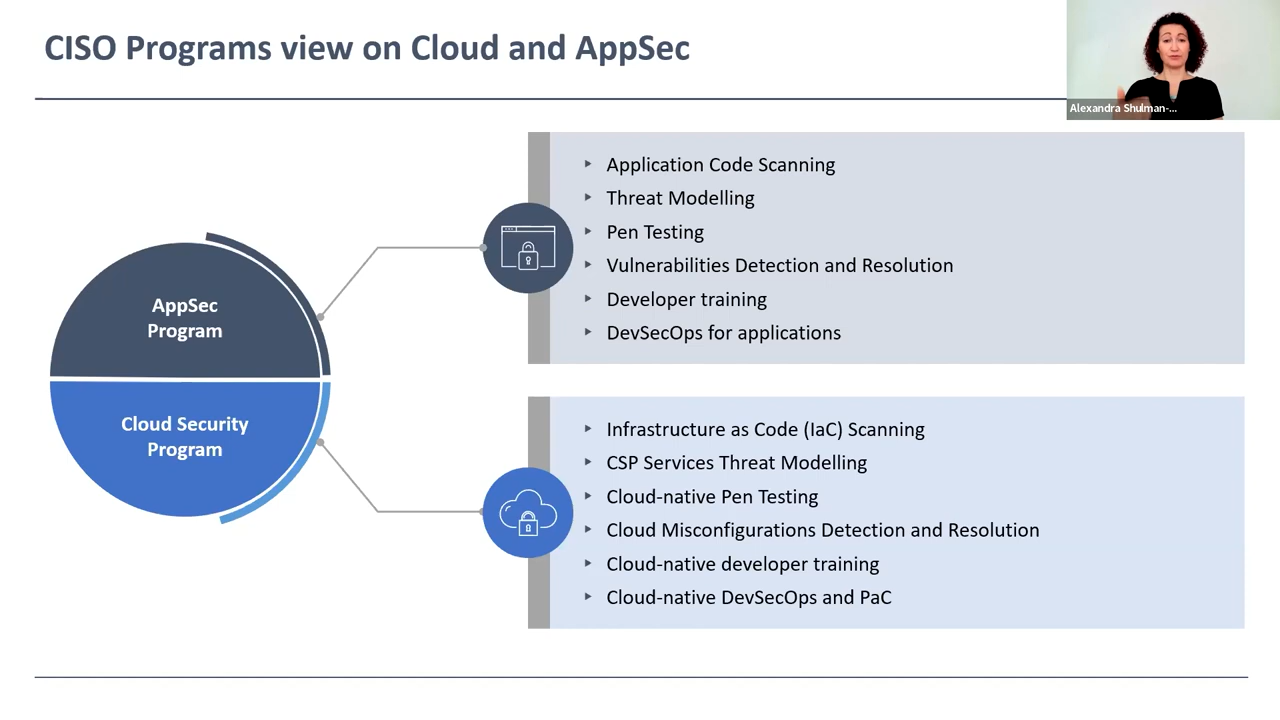 CISO Programs view on Cloud and AppSec
Alexandra Shulman-...
AppSec
Program
Application Code Scanning
Threat Modelling
Pen Testing
Vulnerabilities Detection and Resolution
Developer training
DevSecOps for applications
Cloud Security
Program
Infrastructure as Code (IaC) Scanning
CSP Services Threat Modelling
Cloud-native Pen Testing
Cloud Misconfigurations Detection and Resolution
Cloud-native developer training
Cloud-native DevSecOps and PaC